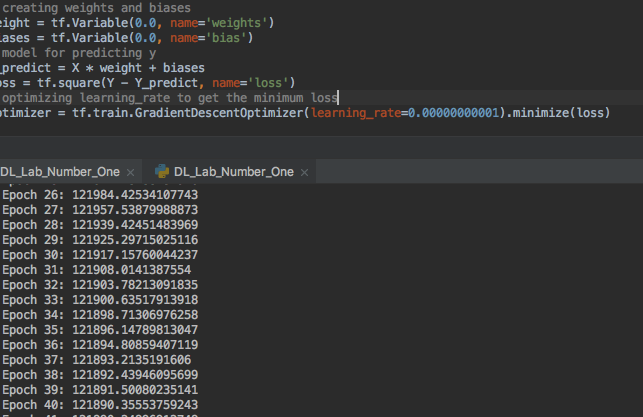 creating weights and biases
eight = tf.Variable(0.0, name='weights')
iases = tf.Variable(0.0, name='bias')
model for predicting y
_predict = X * weight + biases
oss = tf.square(Y - Y_predict, name='loss')
optimizing learning_rate to get the minimum loss
otimizer = tf.train.GradientDescentOptimizer(learning_rate=0.00000000001).minimize(loss)
DL_Lab_Number_One × DL_Lab_Number_One ×
Epoch 26: 121984.42534107743
Epoch 27: 121957.53879988873
Epoch 28: 121939.42451483969
Epoch 29: 121925.29715025116
Epoch 30: 121917.15760044237
Epoch 31: 121908.0141387554
Epoch 32: 121903.78213091835
Epoch 33: 121900.63517913918
Epoch 34: 121898.71306976258
Epoch 35: 121896.14789813047
Epoch 36: 121894.80859407119
Epoch 37: 121893.2135191606
Epoch 38: 121892.43946095699
Epoch 39: 121891.50080235141
Epoch 40: 121890.35553759243